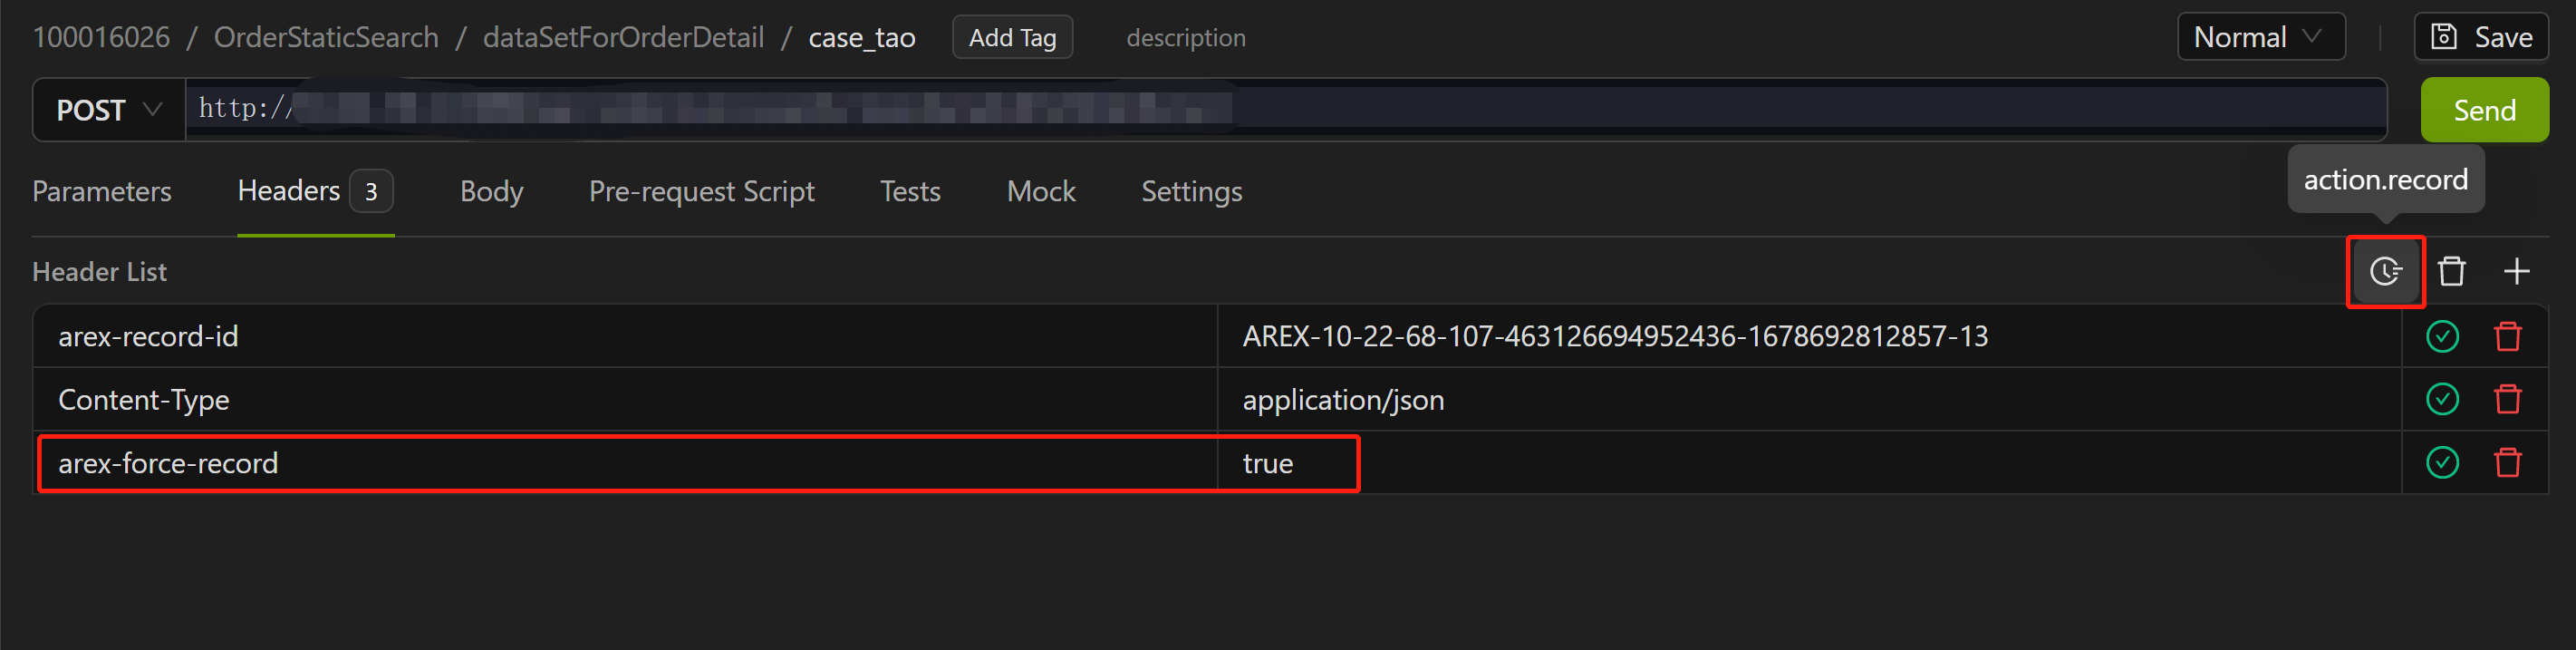 100016026 / OrderStaticSearch / dataSetForOrderDetail / case_tao Add Tag description Normal Save
POST http:// Send
action.record
Parameters Headers 3 Body Pre-request Script Tests Mock Settings
Header List
arex-record-id AREX-10-22-68-107-463126694952436-1678692812857-13
Content-Type application/json
arex-force-record true